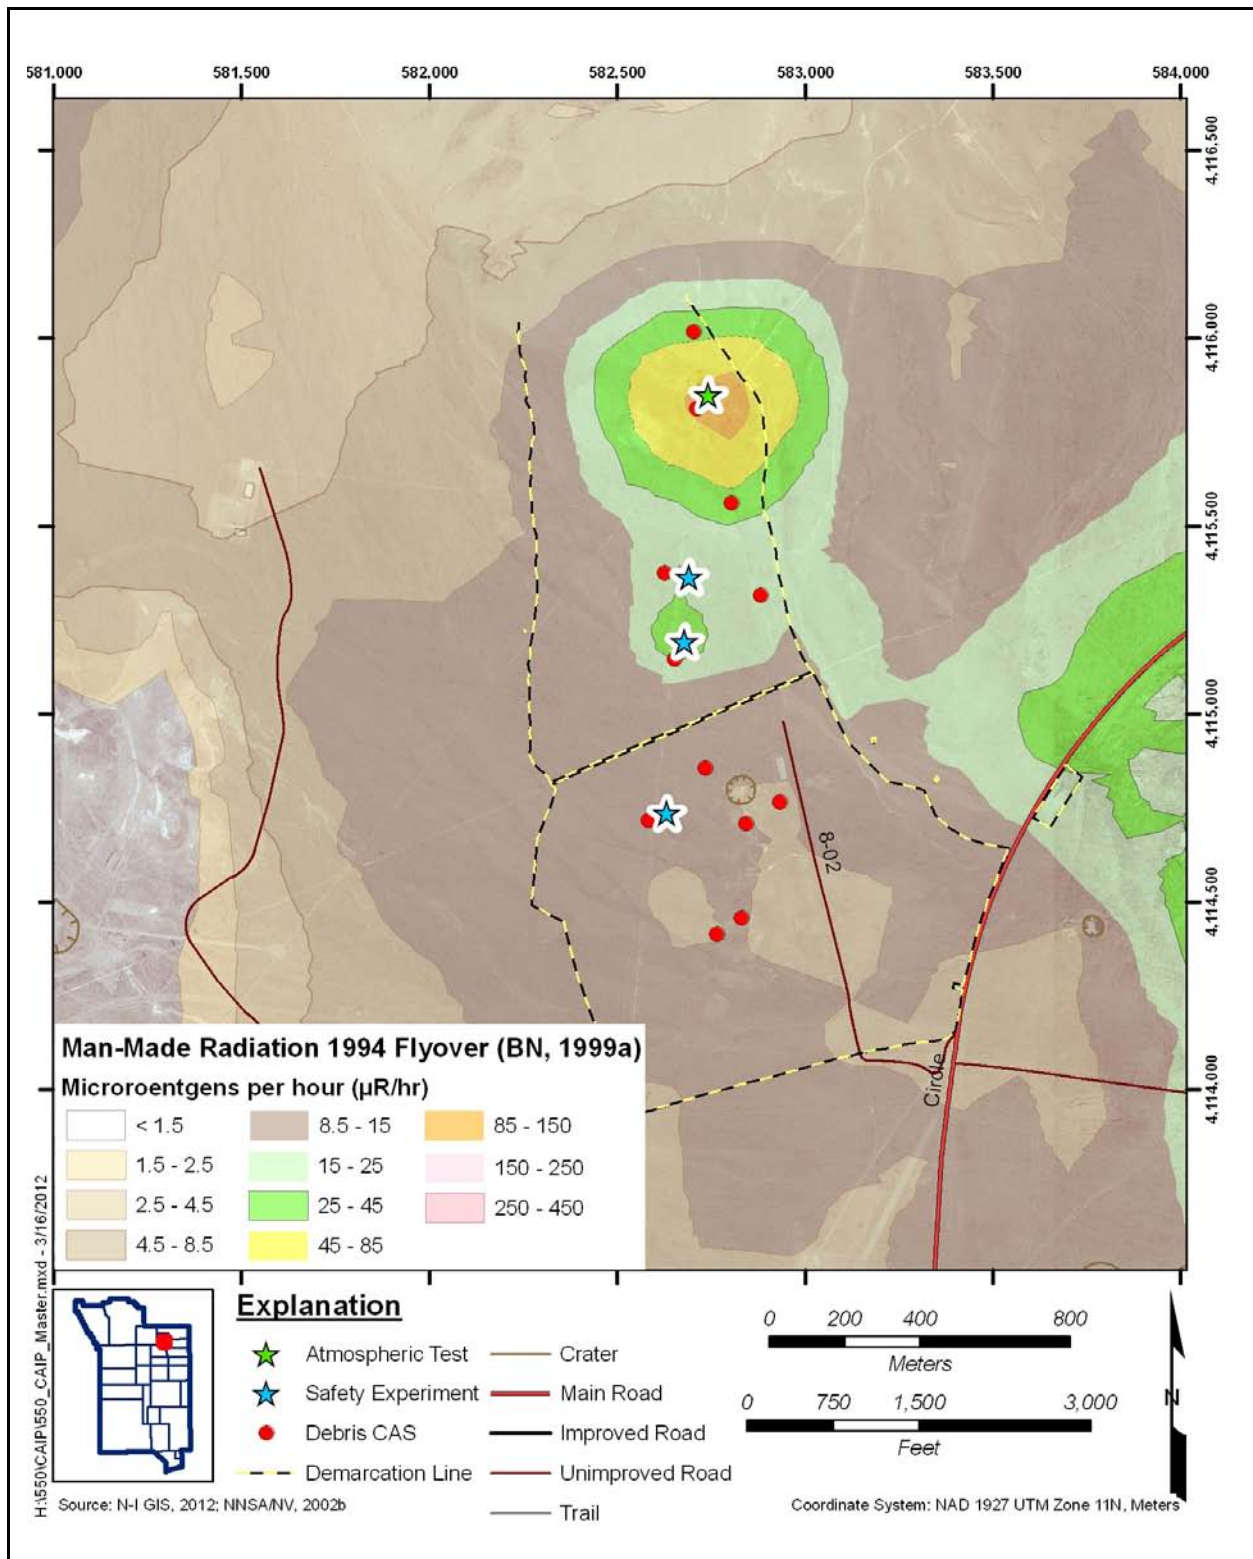 581,000 581,500 582,000 582,500 583,000 583,500 584,000
4,116,500
4,116,000
4,115,500
4,115,000
4,114,500
4,114,000
8-02
Circle
Man-Made Radiation 1994 Flyover (BN, 1999a)
Microroentgens per hour (µR/hr)
< 1.5 8.5 - 15 85 - 150
1.5 - 2.5 15 - 25 150 - 250
2.5 - 4.5 25 - 45 250 - 450
4.5 - 8.5 45 - 85
H:\550\CAIP\550_CAIP_Master.mxd - 3/16/2012
Explanation
Atmospheric Test Crater
Safety Experiment Main Road
Debris CAS Improved Road
Demarcation Line Unimproved Road
Trail
0 200 400 800
Meters
0 750 1,500 3,000
Feet
N
Source: N-I GIS, 2012; NNSA/NV, 2002b
Coordinate System: NAD 1927 UTM Zone 11N, Meters